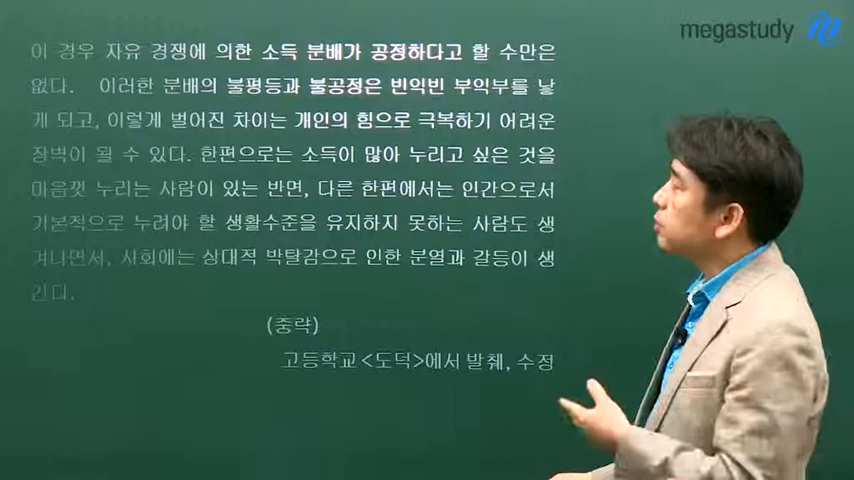 megastudy
이 경우 자유 경쟁에 의한 소득 분배가 공정하다고 할 수만은
없다. 이러한 분배의 불평등과 불공정은 빈익빈 부익부를 낳
게 되고, 이렇게 벌어진 차이는 개인의 힘으로 극복하기 어려운
장벽이 될 수 있다. 한편으로는 소득이 많아 누리고 싶은 것을
마음껏 누리는 사람이 있는 반면, 다른 한편에서는 인간으로서
기본적으로 누려야 할 생활수준을 유지하지 못하는 사람도 생
겨나면서, 사회에는 상대적 박탈감으로 인한 분열과 갈등이 생
긴다.
(중략)
고등학교<도덕>에서 발췌, 수정